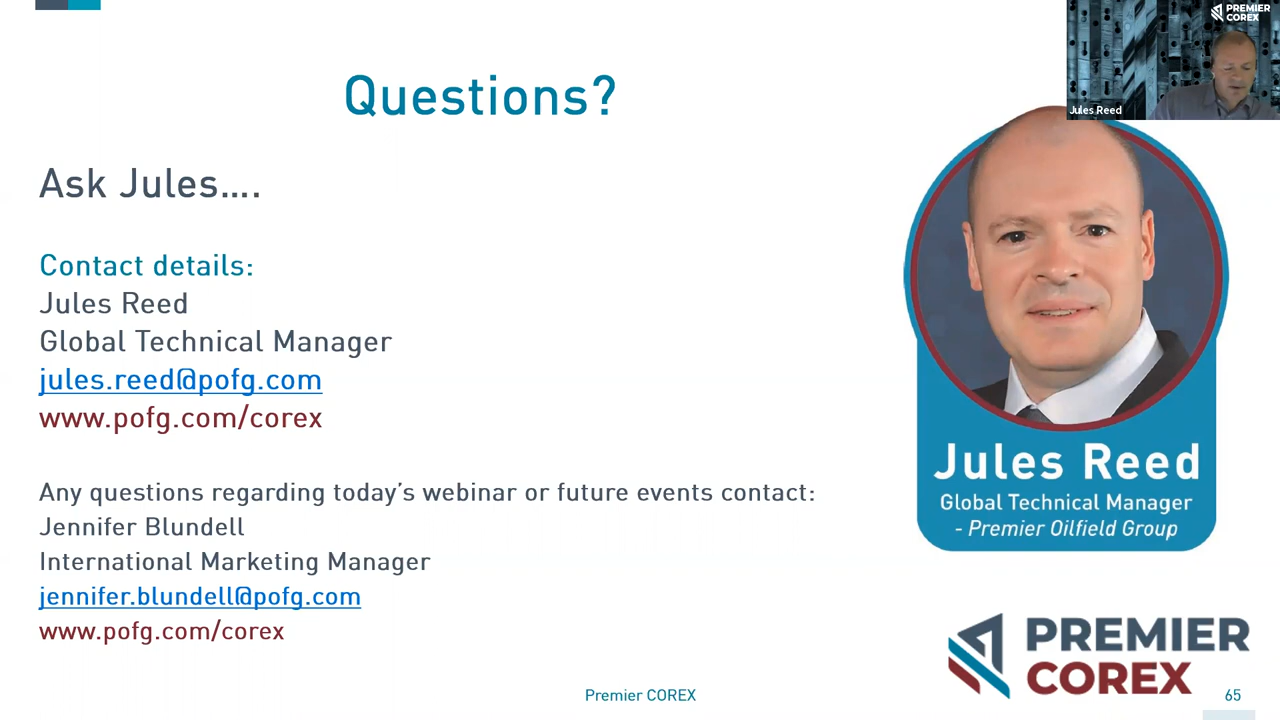 PREMIER
COREX
Jules Reed
Questions?
Ask Jules....
Contact details:
Jules Reed
Global Technical Manager
jules.reed@pofg.com
www.pofg.com/corex
Any questions regarding today's webinar or future events contact:
Jennifer Blundell
International Marketing Manager
jennifer.blundell@pofg.com
www.pofg.com/corex
Jules Reed
Global Technical Manager
- Premier Oilfield Group
PREMIER
COREX
Premier COREX
65